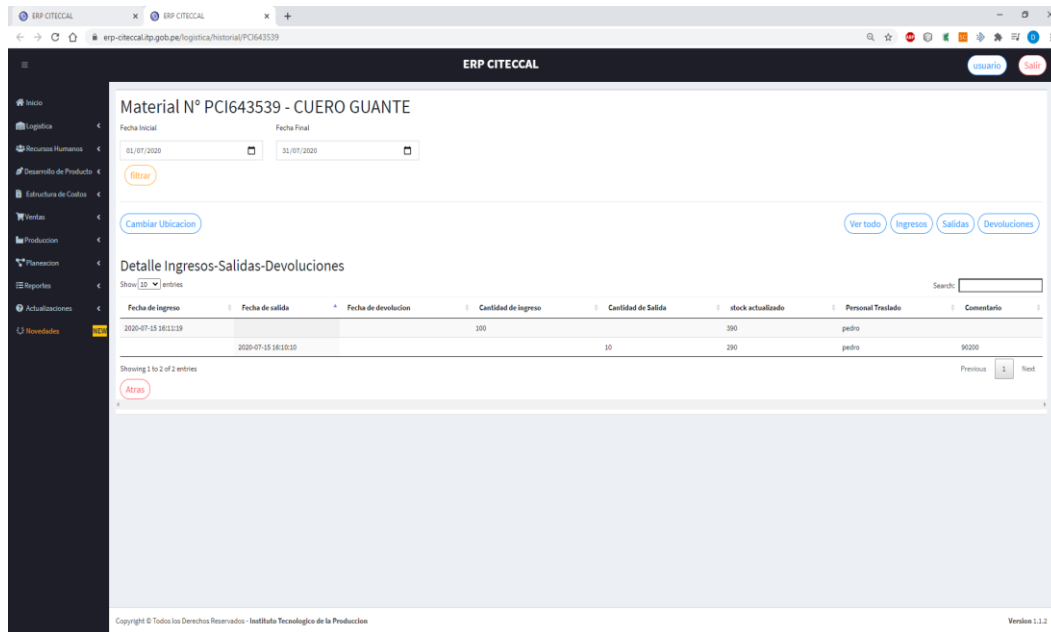 ERP CITECCAL
ERP CITECCAL
erp-citeccal.itp.gob.pe/logistica/historial/PCI643539
ERP CITECCAL
usuario
Salir
Inicio
Logistica
Recursos Humanos
Desarrollo de Producto
Estructura de Costos
Ventas
Produccion
Planeacion
Reportes
Actualizaciones
Novedades
NEW
Material N° PCI643539 - CUERO GUANTE
Fecha Inicial Fecha Final
01/07/2020 31/07/2020
filtrar
Cambiar Ubicacion Ver todo Ingresos Salidas Devoluciones
Detalle Ingresos-Salidas-Devoluciones
Show 10 entries Search:
Fecha de ingreso Fecha de salida Fecha de devolucion Cantidad de ingreso Cantidad de Salida stock actualizado Personal Traslado Comentario
2020-07-15 16:11:19 100 390 pedro
2020-07-15 16:10:10 10 290 pedro 90200
Showing 1 to 2 of 2 entries Previous 1 Next
Atras
Copyright © Todos los Derechos Reservados - Instituto Tecnologico de la Produccion Version 1.1.2